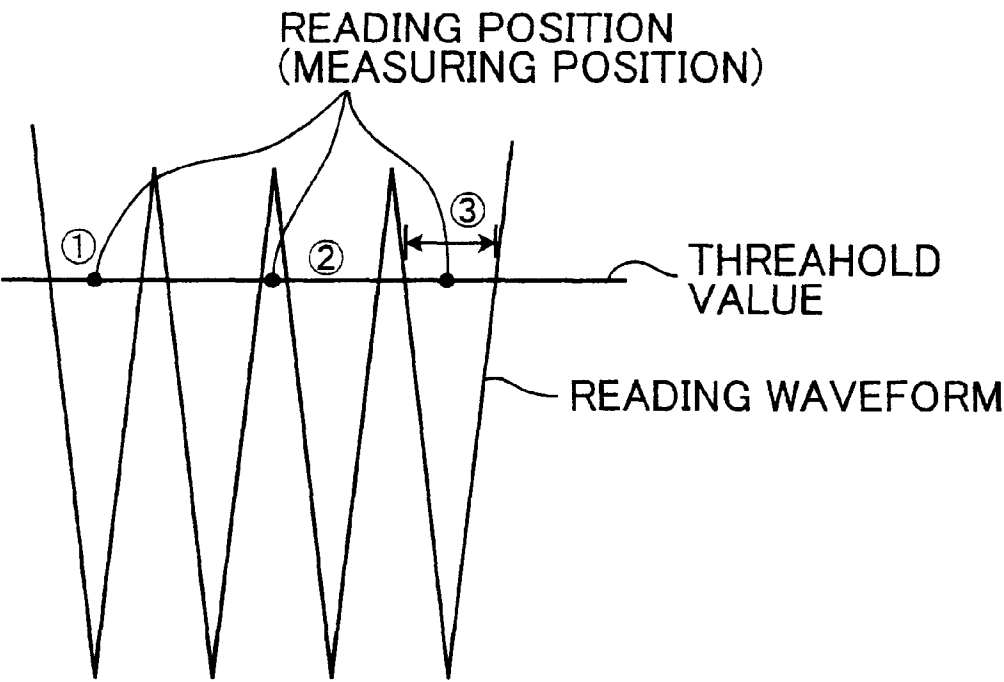 READING POSITION
(MEASURING POSITION)
①
②
③
THREAHOLD
VALUE
READING WAVEFORM